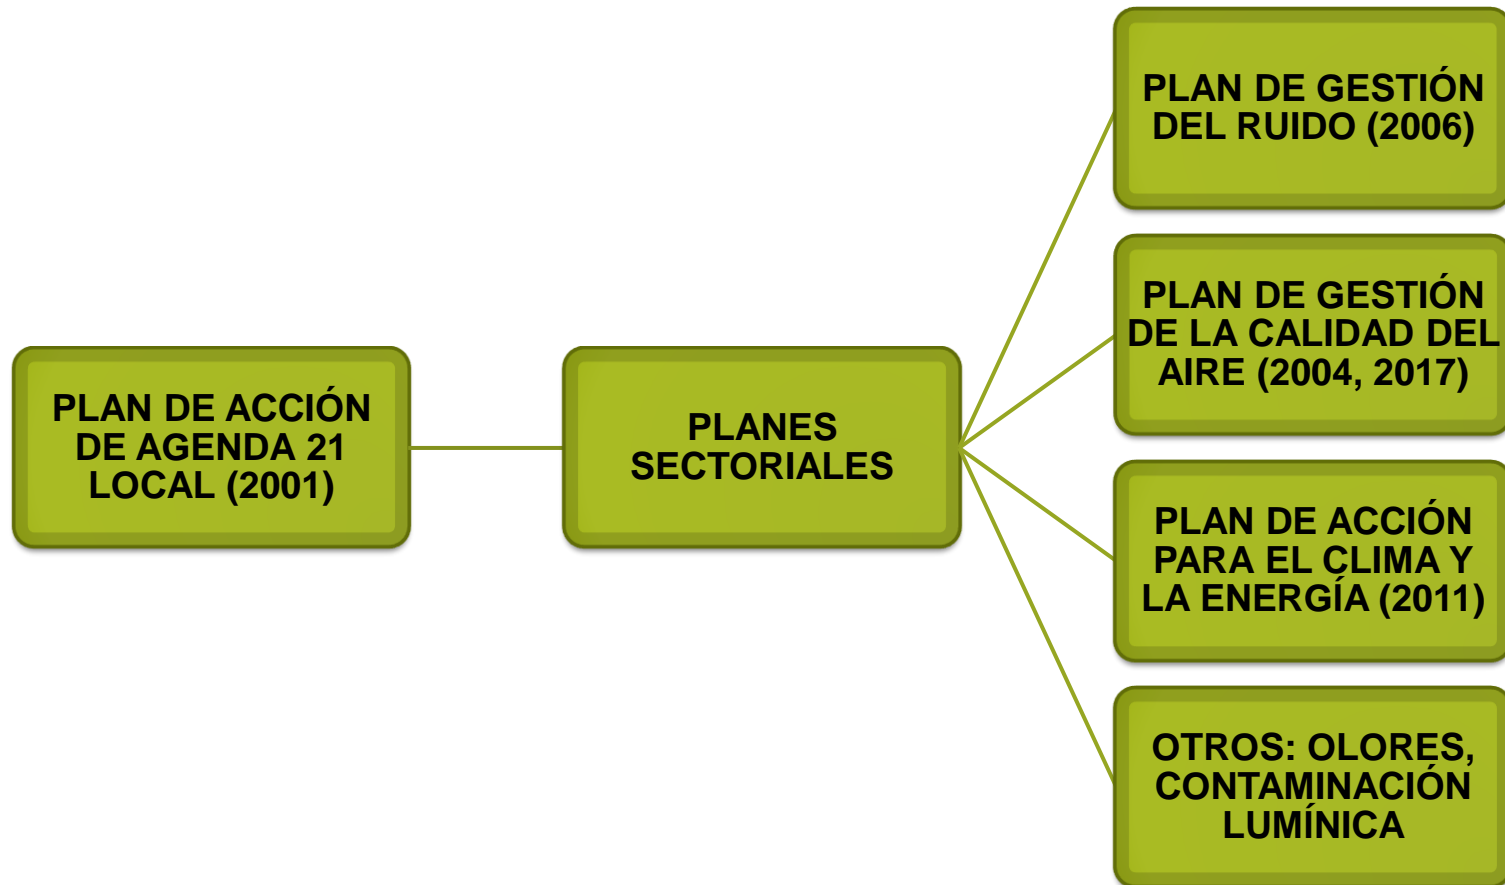 PLAN DE ACCIÓN
DE AGENDA 21
LOCAL (2001)
PLANES
SECTORIALES
PLAN DE GESTIÓN
DEL RUIDO (2006)
PLAN DE GESTIÓN
DE LA CALIDAD DEL
AIRE (2004, 2017)
PLAN DE ACCIÓN
PARA EL CLIMA Y
LA ENERGÍA (2011)
OTROS: OLORES,
CONTAMINACIÓN
LUMÍNICA